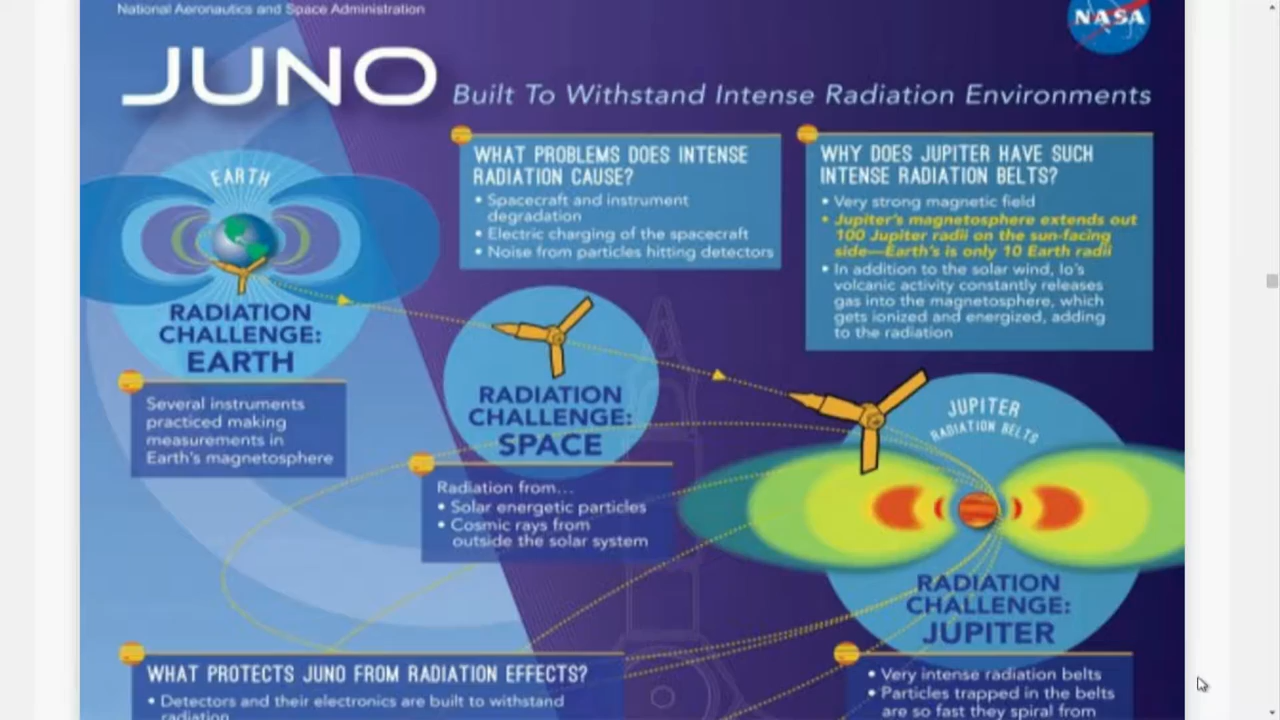 National Aeronautics and Space Administration
NASA
JUNO
Built To Withstand Intense Radiation Environments
EARTH
RADIATION
CHALLENGE:
EARTH
Several instruments
practiced making
measurements in
Earth's magnetosphere
WHAT PROBLEMS DOES INTENSE
RADIATION CAUSE?
• Spacecraft and instrument
degradation
• Electric charging of the spacecraft
• Noise from particles hitting detectors
WHY DOES JUPITER HAVE SUCH
INTENSE RADIATION BELTS?
• Very strong magnetic field
• Jupiter's magnetosphere extends out
100 Jupiter radii on the sun-facing
side—Earth's is only 10 Earth radii
• In addition to the solar wind, Io's
volcanic activity constantly releases
gas into the magnetosphere, which
gets ionized and energized, adding
to the radiation
RADIATION
CHALLENGE:
SPACE
Radiation from...
• Solar energetic particles
• Cosmic rays from
outside the solar system
JUPITER
RADIATION BELTS
RADIATION
CHALLENGE:
JUPITER
WHAT PROTECTS JUNO FROM RADIATION EFFECTS?
• Detectors and their electronics are built to withstand
radiation
• Very intense radiation belts
• Particles trapped in the belts
are so fast they spiral from